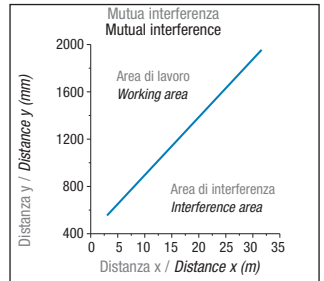 Mutua interferenza
Mutual interference
2000
1600
1200
800
400
Area di lavoro
Working area
Area di interferenza
Interference area
0 5 10 15 20 25 30 35
Distanza y / Distance y (mm)
Distanza x / Distance x (m)